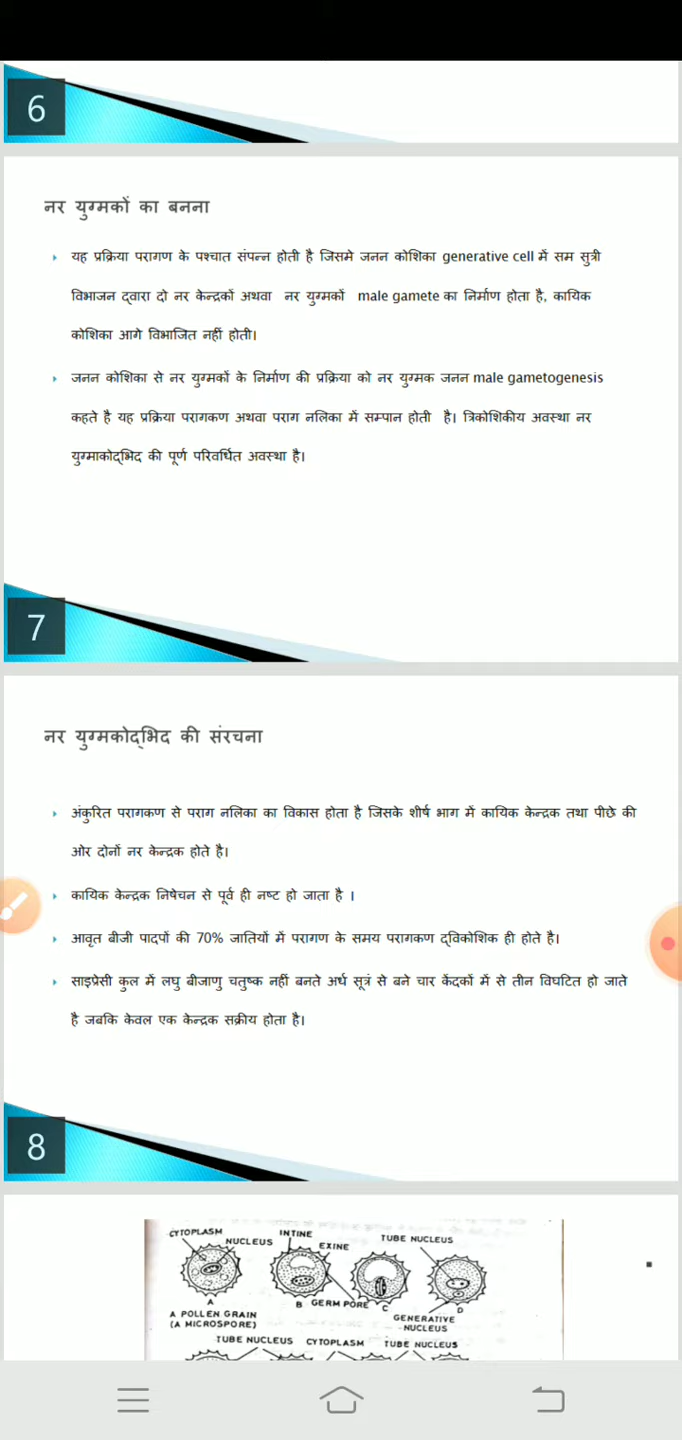 6
नर युग्मकों का बनना
यह प्रक्रिया परागण के पश्चात संपन्न होती है जिसमे जनन कोशिका generative cell में सम सुत्री
विभाजन द्वारा दो नर केन्द्रकों अथवा नर युग्मकों male gamete का निर्माण होता है, कायिक
कोशिका आगे विभाजित नहीं होती।
जनन कोशिका से नर युग्मकों के निर्माण की प्रक्रिया को नर युग्मक जनन male gametogenesis
कहते है यह प्रक्रिया परागकण अथवा पराग नलिका में सम्पान होती है। त्रिकोशिकीय अवस्था नर
युग्माकोद्भिद की पूर्ण परिवर्धित अवस्था है।
7
नर युग्मकोद्भिद की संरचना
अंकुरित परागकण से पराग नलिका का विकास होता है जिसके शीर्ष भाग में कायिक केन्द्रक तथा पीछे की
ओर दोनों नर केन्द्रक होते है।
कायिक केन्द्रक निषेचन से पूर्व ही नष्ट हो जाता है ।
आवृत बीजी पादपों की 70% जातियों में परागण के समय परागकण द्विकोशिक ही होते है।
साइप्रेसी कुल में लघु बीजाणु चतुष्क नहीं बनते अर्ध सूत्रं से बने चार केंदकों में से तीन विघटित हो जाते
है जबकि केवल एक केन्द्रक सक्रीय होता है।
8
CYTOPLASM NUCLEUS INTINE EXINE TUBE NUCLEUS
A B GERM PORE C D
A POLLEN GRAIN
(A MICROSPORE)
GENERATIVE
NUCLEUS
TUBE NUCLEUS CYTOPLASM TUBE NUCLEUS